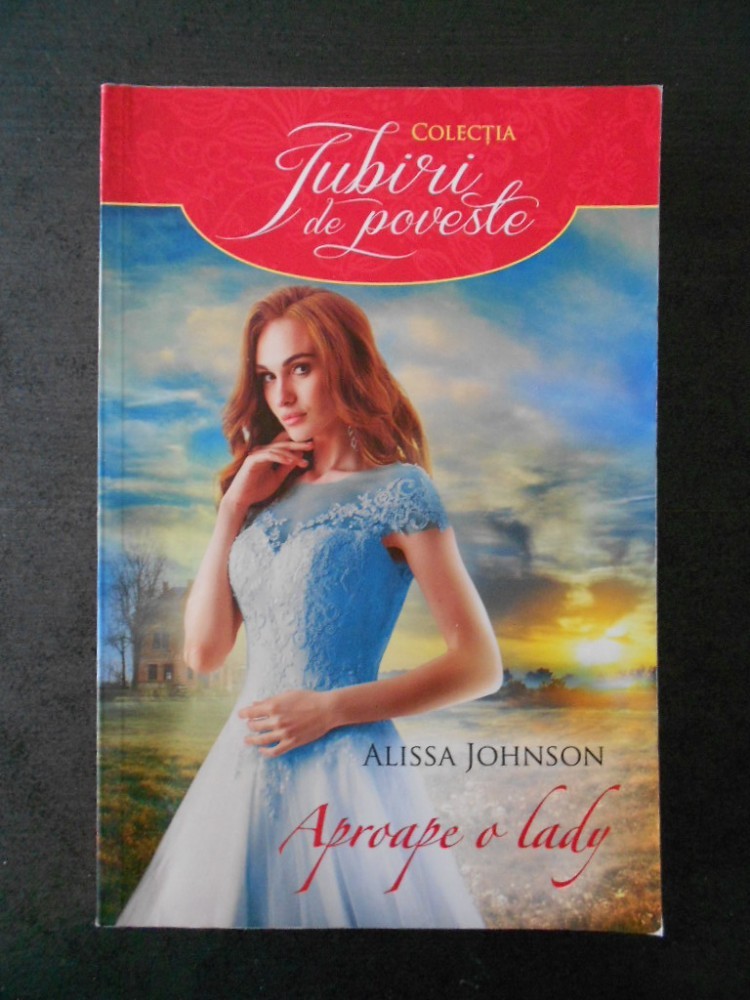 Colecția
Iubiri
de poveste
Alissa Johnson
Aproape o lady